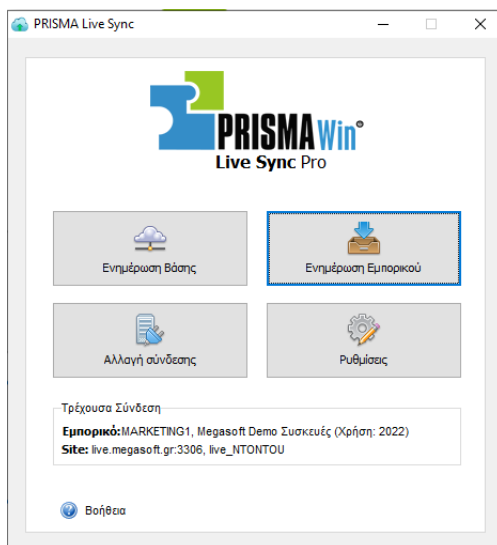 PRISMA Live Sync
PRISMA Win®
Live Sync Pro
Ενημέρωση Βάσης
Ενημέρωση Εμπορικού
Αλλαγή σύνδεσης
Ρυθμίσεις
Τρέχουσα Σύνδεση
Εμπορικό:MARKETING1, Megasoft Demo Συσκευές (Χρήση: 2022)
Site: live.megasoft.gr:3306, live_NTONTOU
Βοήθεια